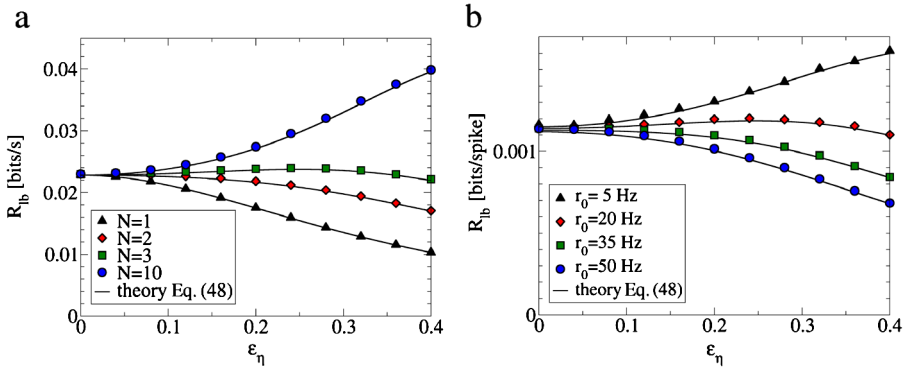 a
0.04
0.03
0.02
0.01
0
R_lb [bits/s]
N=1
N=2
N=3
N=10
theory Eq. (48)
0 0.1 0.2 0.3 0.4
ε_η
b
0.001
0
R_lb [bits/spike]
r_0= 5 Hz
r_0=20 Hz
r_0=35 Hz
r_0=50 Hz
theory Eq. (48)
0 0.1 0.2 0.3 0.4
ε_η